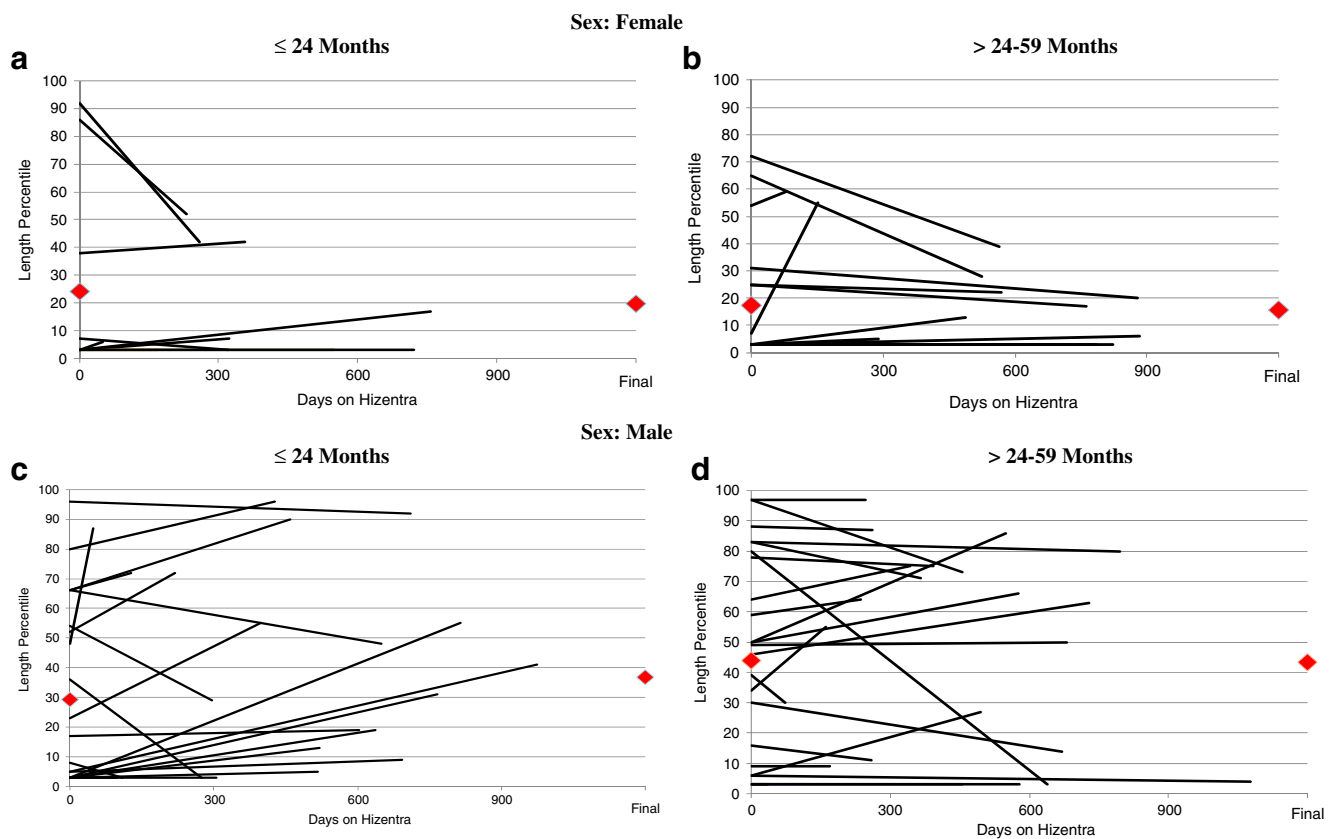 Sex: Female
≤ 24 Months
> 24-59 Months
a
b
Length Percentile
100
90
80
70
60
50
40
30
20
10
0
0 300 600 900 Final
Days on Hizentra
Length Percentile
100
90
80
70
60
50
40
30
20
10
0
0 300 600 900 Final
Days on Hizentra
Sex: Male
≤ 24 Months
> 24-59 Months
c
d
Length Percentile
100
90
80
70
60
50
40
30
20
10
0
0 300 600 900 Final
Days on Hizentra
Length Percentile
100
90
80
70
60
50
40
30
20
10
0
0 300 600 900 Final
Days on Hizentra